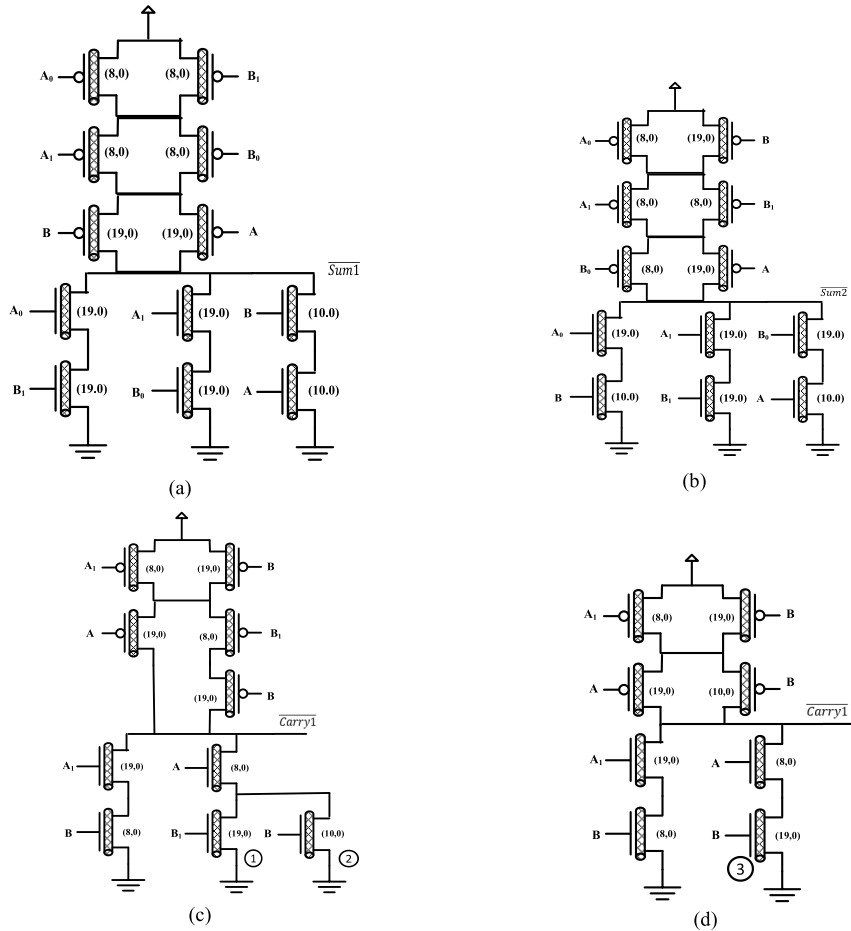 A₀ (8,0) (8,0) B₁
A₁ (8,0) (8,0) B₀
B (19,0) (19,0) A
Sum1
A₀ (19.0) A₁ (19.0) B (10.0)
B₁ (19.0) B₀ (19.0) A (10.0)
(a)
A₀ (8,0) (19,0) B
A₁ (8,0) (8,0) B₁
B₀ (8,0) (19,0) A
Sum2
A₀ (19.0) A₁ (19.0) B₀ (19.0)
B (10.0) B₁ (19.0) A (10.0)
(b)
A₁ (8,0) (19,0) B
A (19,0) (8,0) B₁
(19,0) B
Carry1
A₁ (19,0) A (8,0)
B (8,0) B₁ (19,0) B (10,0)
1 2
(c)
A₁ (8,0) (19,0) B
A (19,0) (10,0) B
Carry1
A₁ (19,0) A (8,0)
B (8,0) B (19,0)
3
(d)